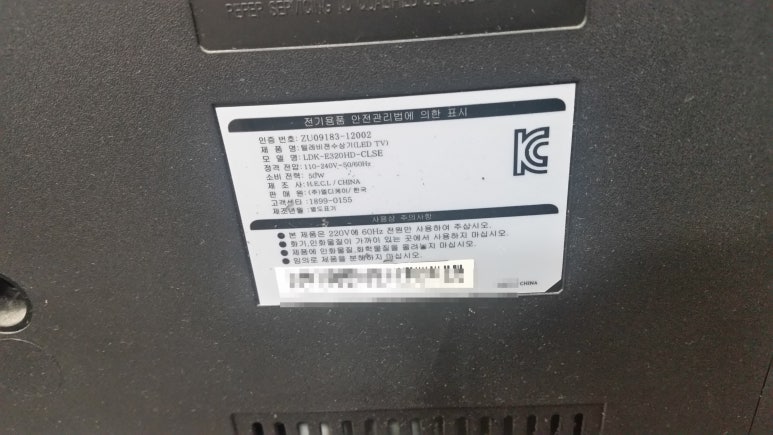 REFER SERVICING TO QUALIFIED SERVICE
전기용품 안전관리법에 의한 표시
인증 번호: ZU09183-12002
제 품 명: 텔레비젼수상기(LED TV)
모 델 명: LDK-E320HD-CLSE
정격 전압: 110-240V~50/60Hz
소비 전력:
제 조 사: H.E.C.L / CHINA
판 매 원: (주)엘디케이/ 한국
고객센터: 1899-0155
제조년월: 별도표기
사용상 주의사항
● 본 제품은 220V에 60Hz 전원만 사용하여 주십시오.
● 화기,인화물질이 가까이 있는 곳에서 사용하지 마십시오.
● 제품에 인화물질,화학물질을 올려놓지 마십시오.
● 임의로 제품을 분해하지 마십시오.
CHINA